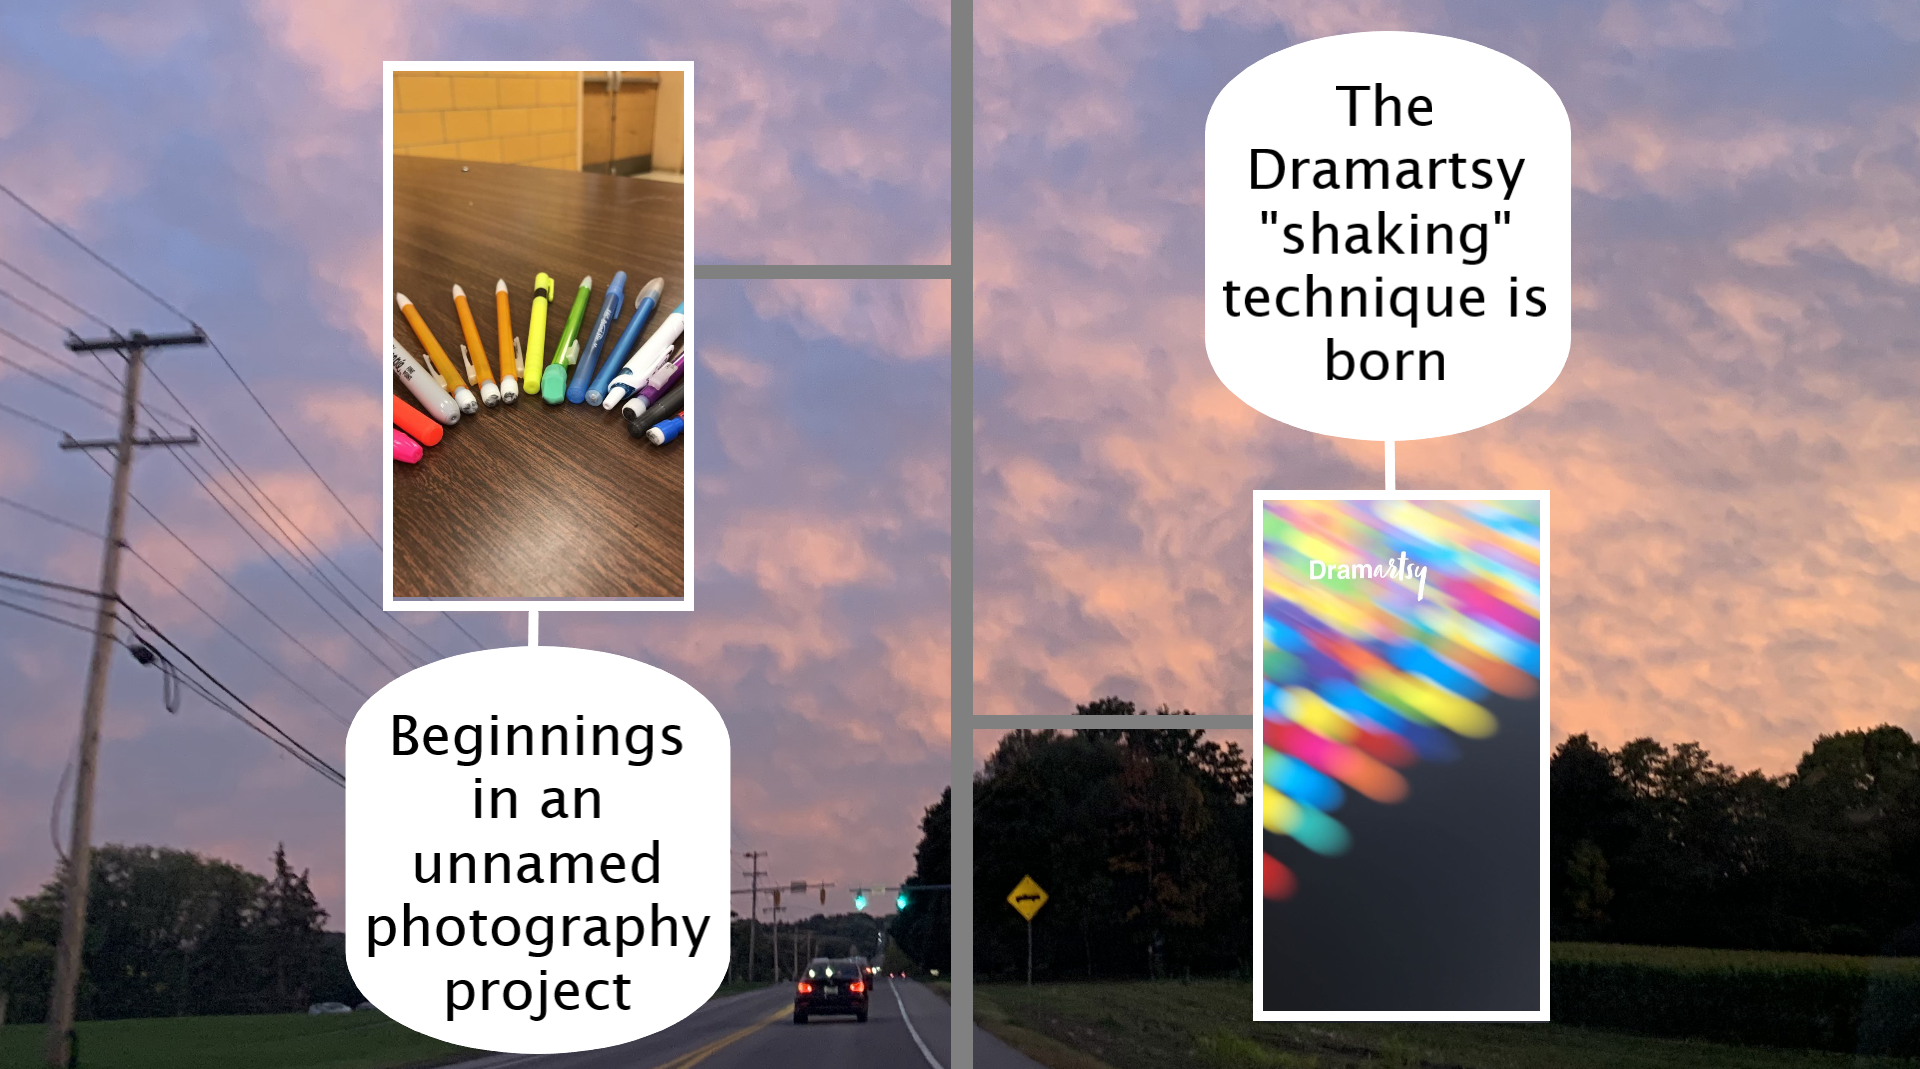 Beginnings
in an
unnamed
photography
project
The
Dramartsy
"shaking"
technique is
born
Dramartsy